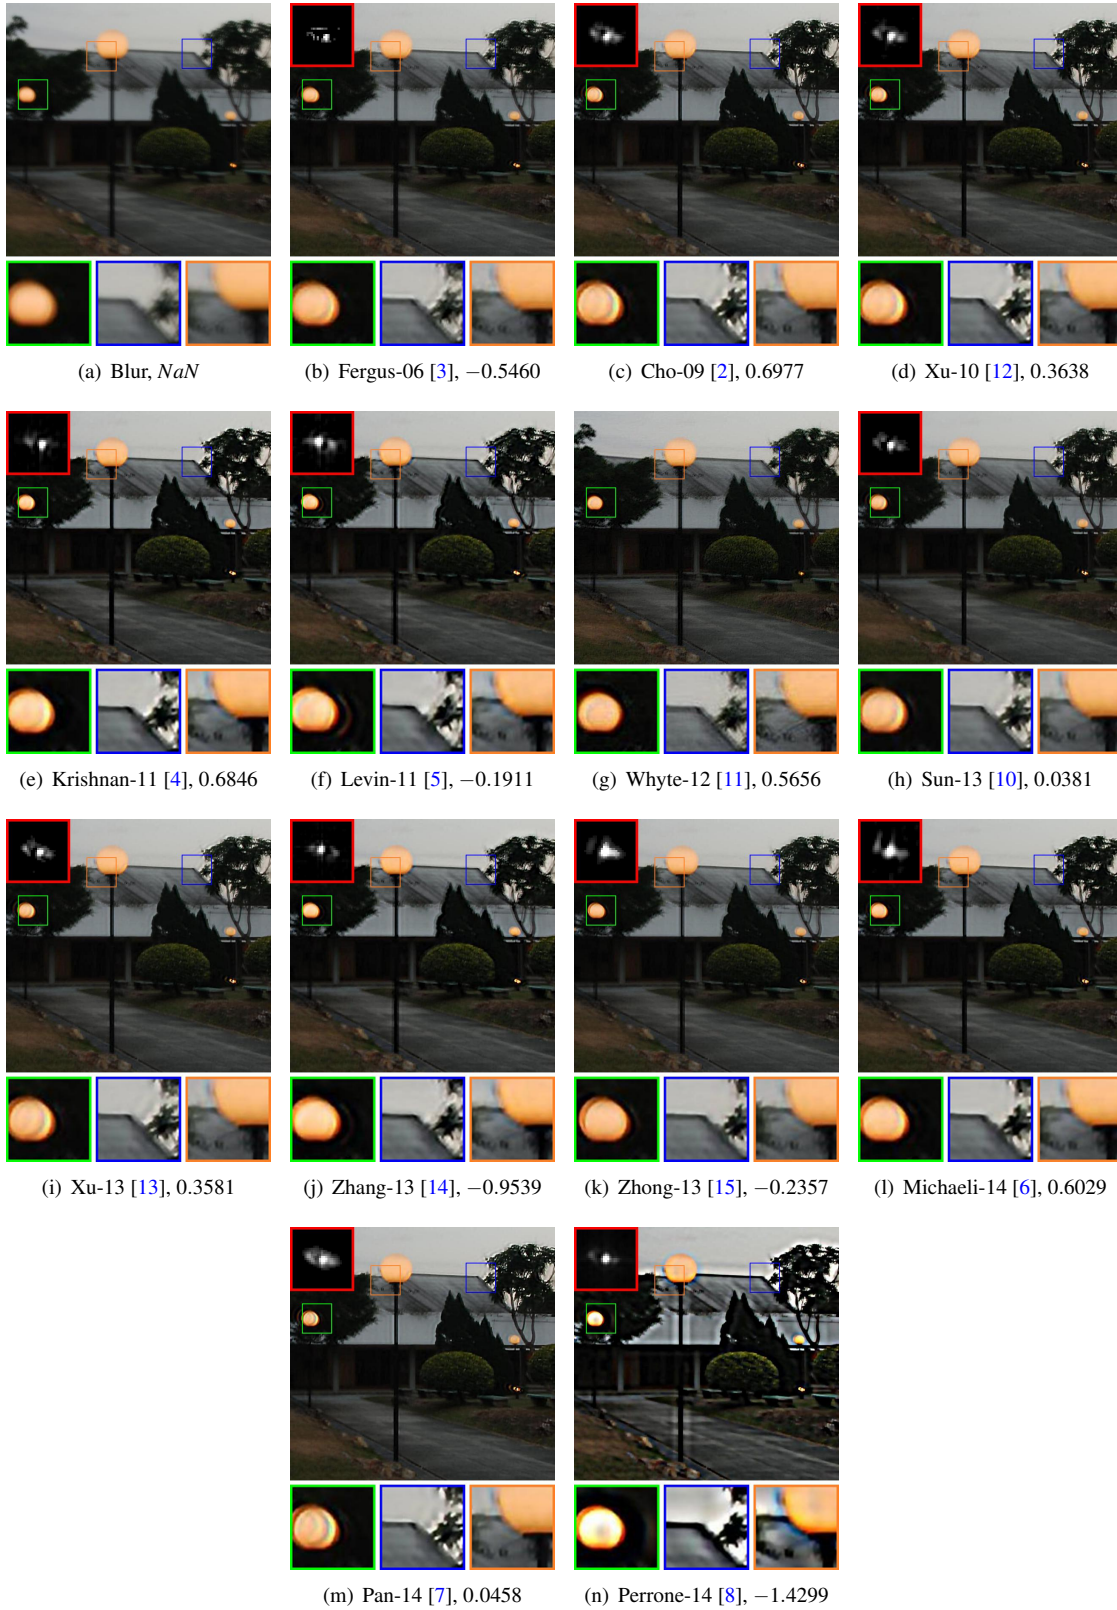 (a) Blur, NaN
(b) Fergus-06 [3], −0.5460
(c) Cho-09 [2], 0.6977
(d) Xu-10 [12], 0.3638
(e) Krishnan-11 [4], 0.6846
(f) Levin-11 [5], −0.1911
(g) Whyte-12 [11], 0.5656
(h) Sun-13 [10], 0.0381
(i) Xu-13 [13], 0.3581
(j) Zhang-13 [14], −0.9539
(k) Zhong-13 [15], −0.2357
(l) Michaeli-14 [6], 0.6029
(m) Pan-14 [7], 0.0458
(n) Perrone-14 [8], −1.4299